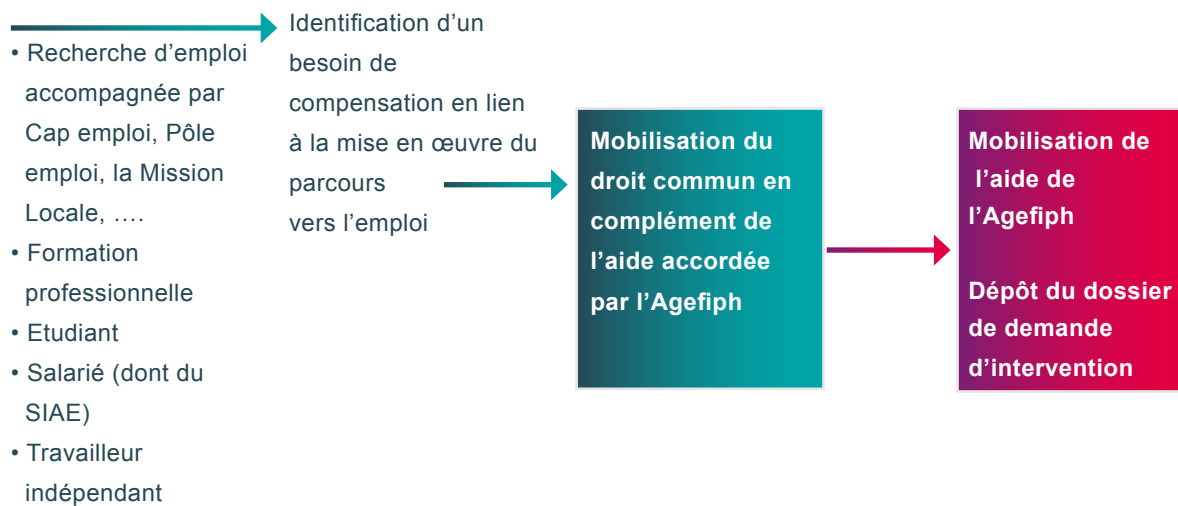 • Recherche d’emploi
accompagnée par
Cap emploi, Pôle
emploi, la Mission
Locale, ….
• Formation
professionnelle
• Etudiant
• Salarié (dont du
SIAE)
• Travailleur
indépendant
Identification d’un
besoin de
compensation en lien
à la mise en œuvre du
parcours
vers l’emploi
Mobilisation du
droit commun en
complément de
l’aide accordée
par l’Agefiph
Mobilisation de
l’aide de
l’Agefiph
Dépôt du dossier
de demande
d’intervention